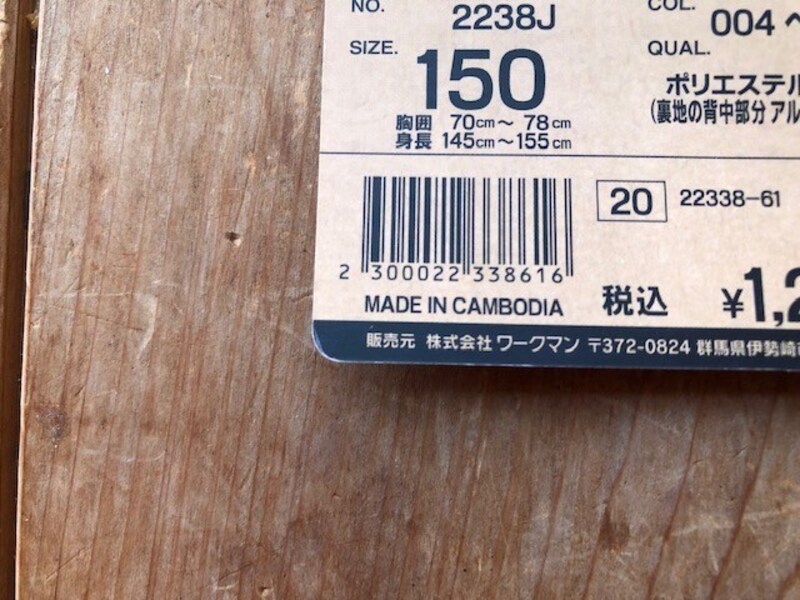 NO. 2238J COL. 004
SIZE. 150 QUAL.
ポリエステル
(裏地の背中部分 アル
胸囲 70cm〜 78cm
身長 145cm〜155cm
20 22338-61
2 300022 338616
MADE IN CAMBODIA 税込 ¥1,2
販売元 株式会社 ワークマン 〒372-0824 群馬県伊勢崎